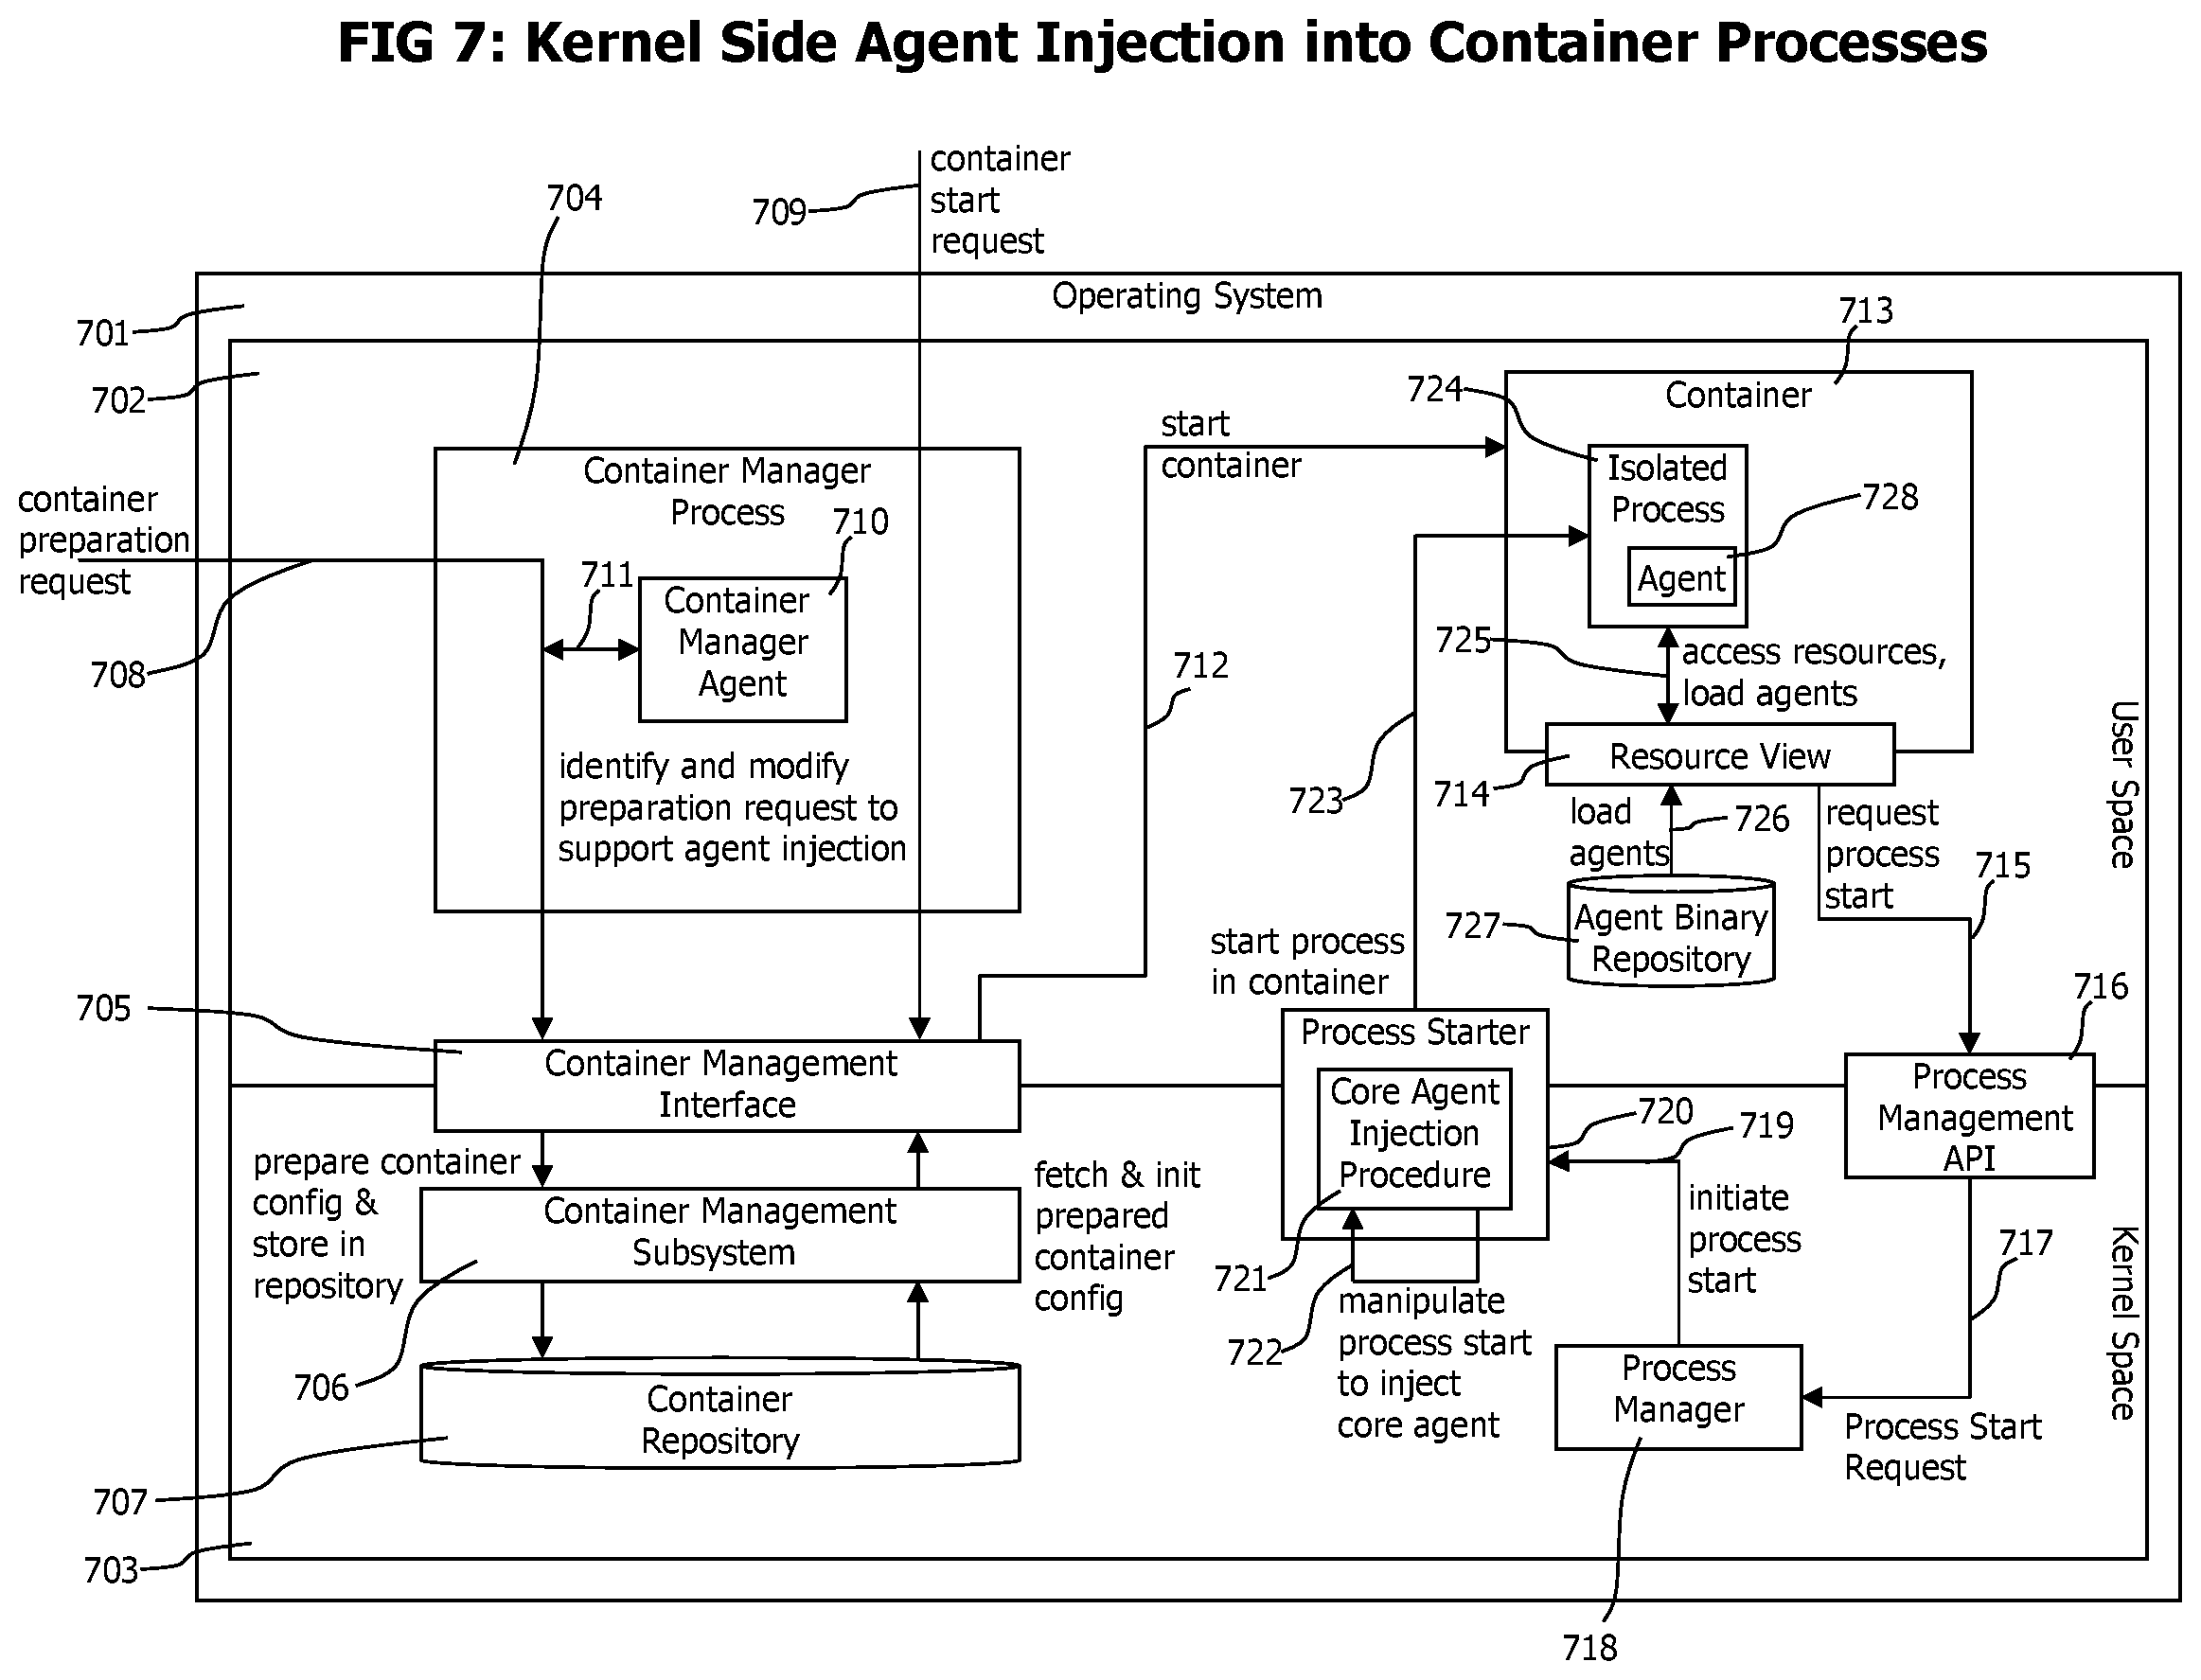 FIG 7: Kernel Side Agent Injection into Container Processes
container
start
request
704
709
Operating System
701
702
713
Container
724
start
container
Isolated
Process
728
Agent
Container Manager
Process
710
container
preparation
request
711
Container
Manager
Agent
708
712
725
access resources,
load agents
identify and modify
preparation request to
support agent injection
723
714
Resource View
User Space
load
agents
726
request
process
start
715
727
Agent Binary
Repository
start process
in container
716
705
Container Management
Interface
Process Starter
Core Agent
Injection
Procedure
720
719
Process
Management
API
prepare container
config &
store in
repository
Container Management
Subsystem
fetch & init
prepared
container
config
initiate
process
start
717
Kernel Space
721
722
manipulate
process start
to inject
core agent
706
Container
Repository
Process
Manager
Process Start
Request
707
703
718